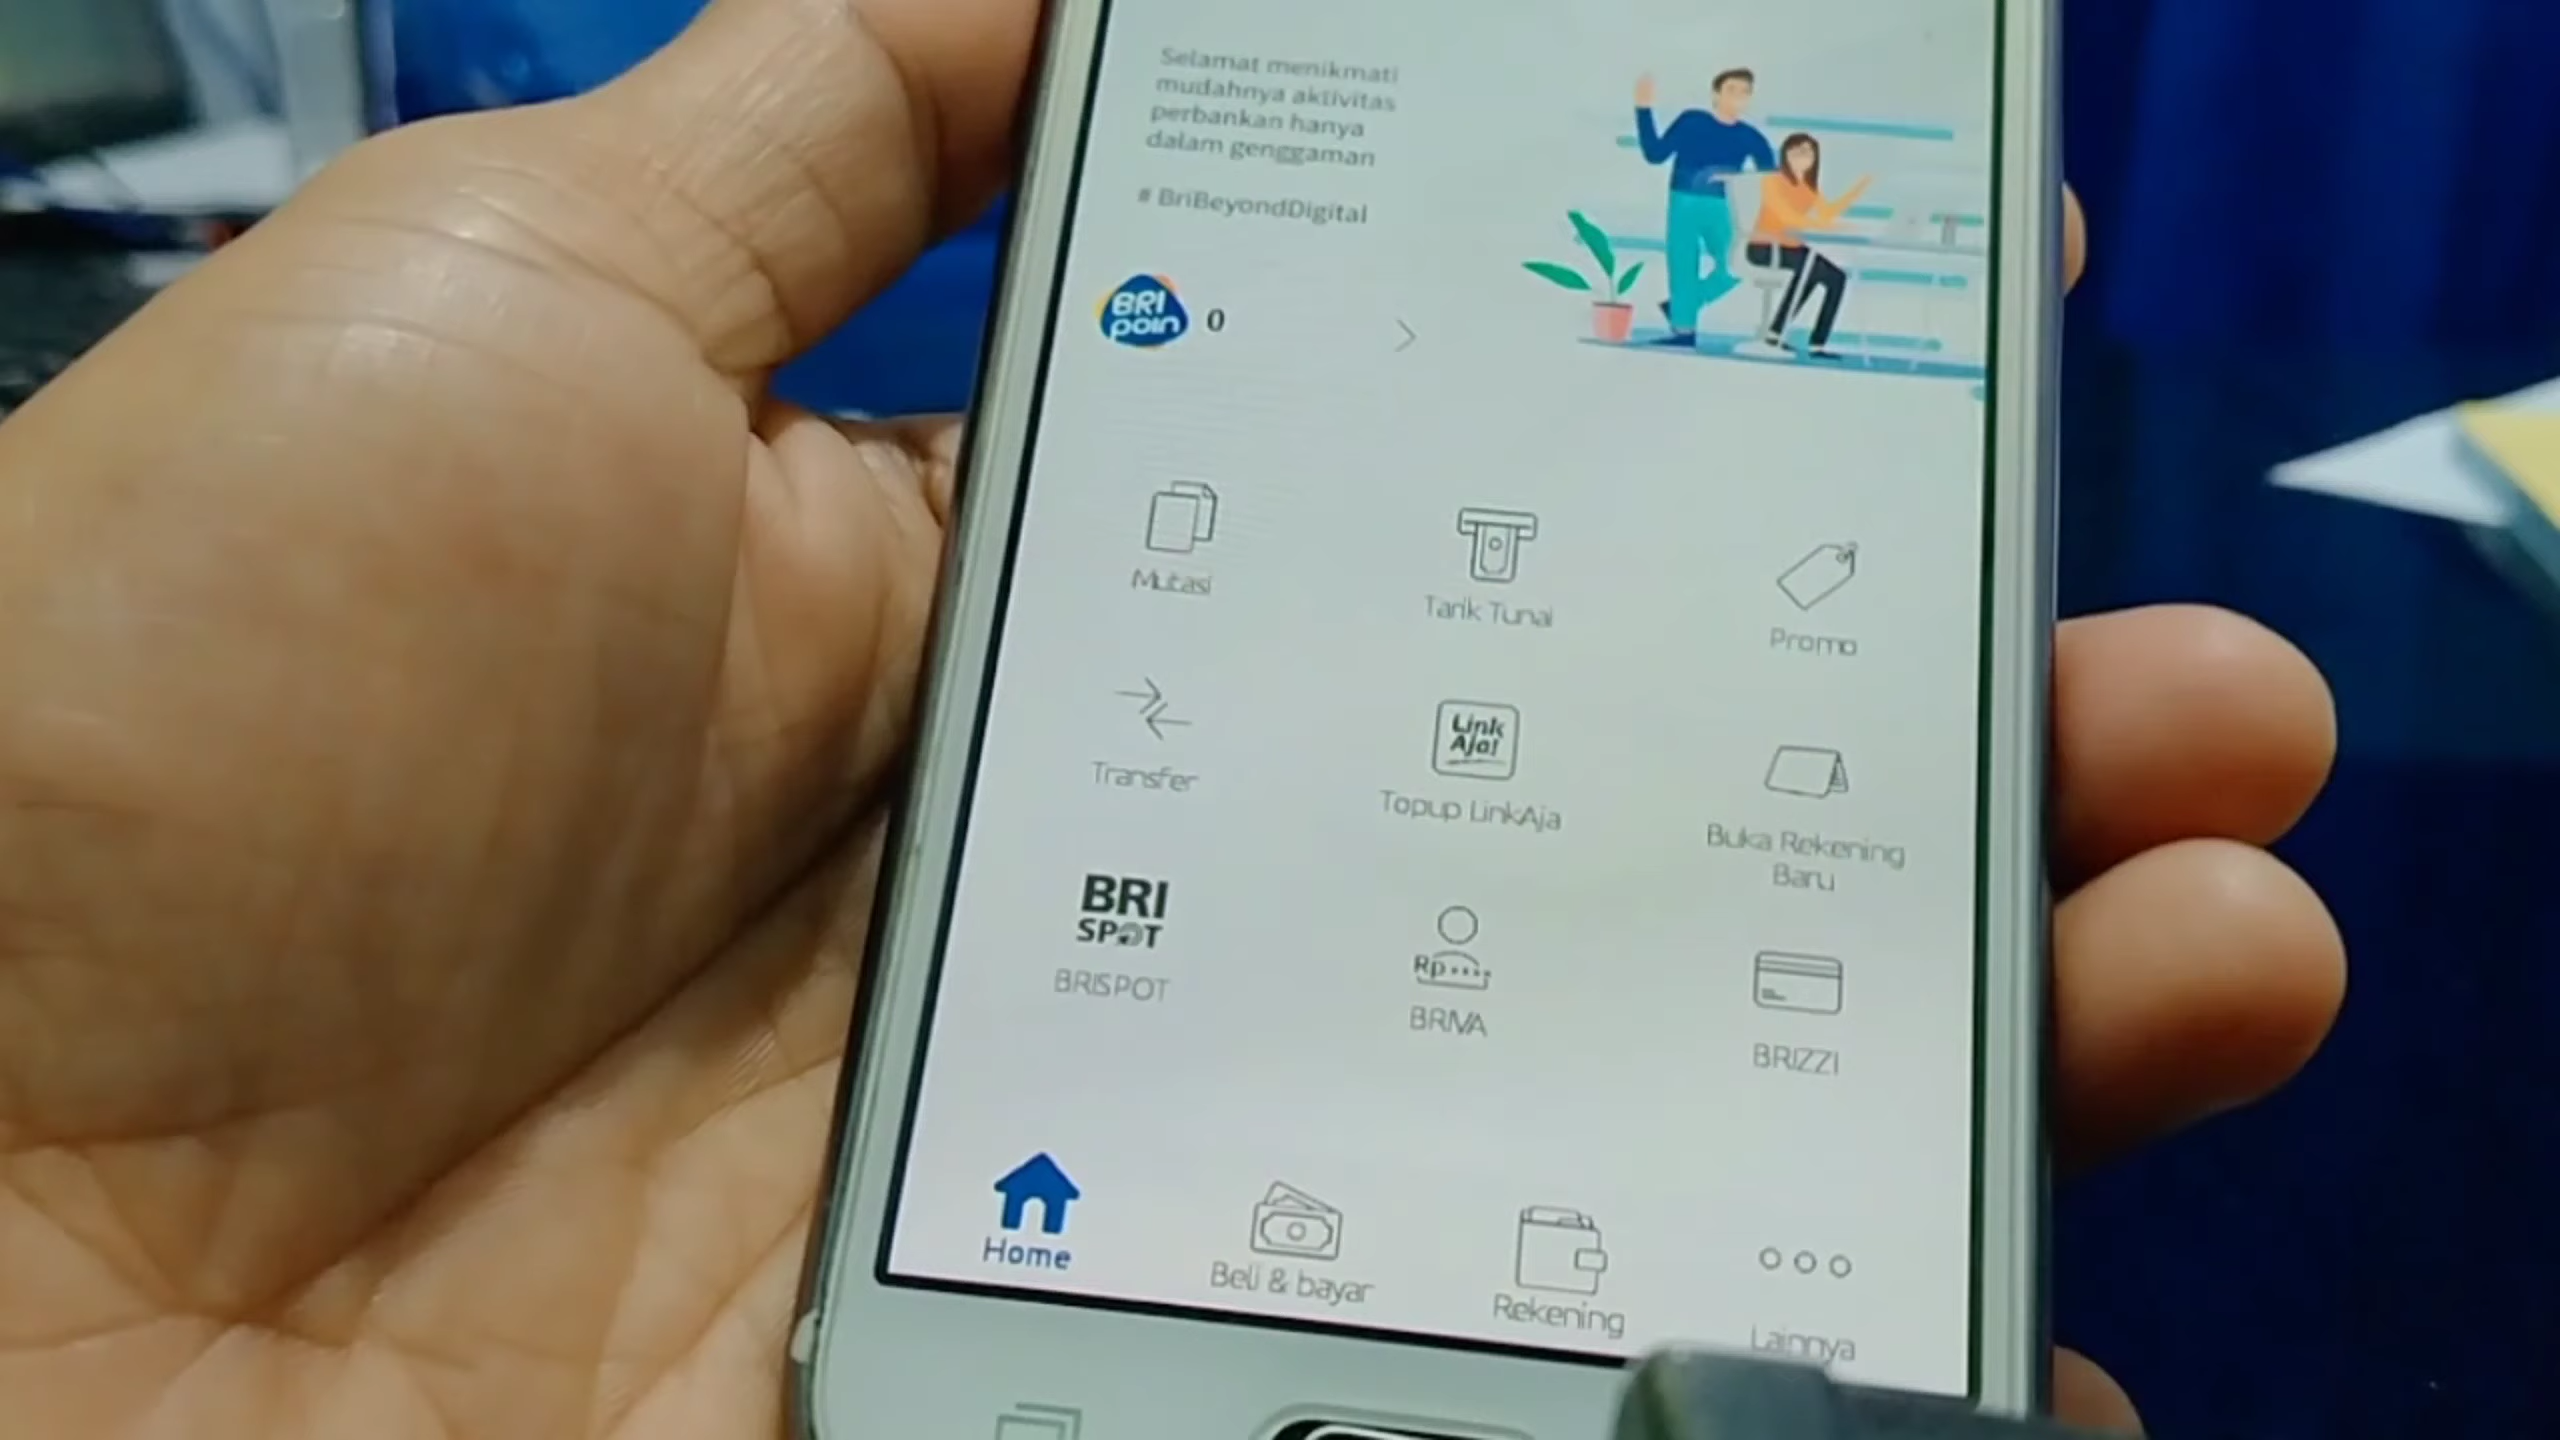 Selamat menikmati
mudahnya aktivitas
perbankan hanya
dalam genggaman
# BriBeyondDigital
BRI
poin
0
Mutasi
Tarik Tunai
Promo
Transfer
Link
Aja!
Topup LinkAja
Buka Rekening
Baru
BRI
SPOT
BRISPOT
Rp....
BRIVA
BRIZZI
Home
Beli & bayar
Rekening
Lainnya